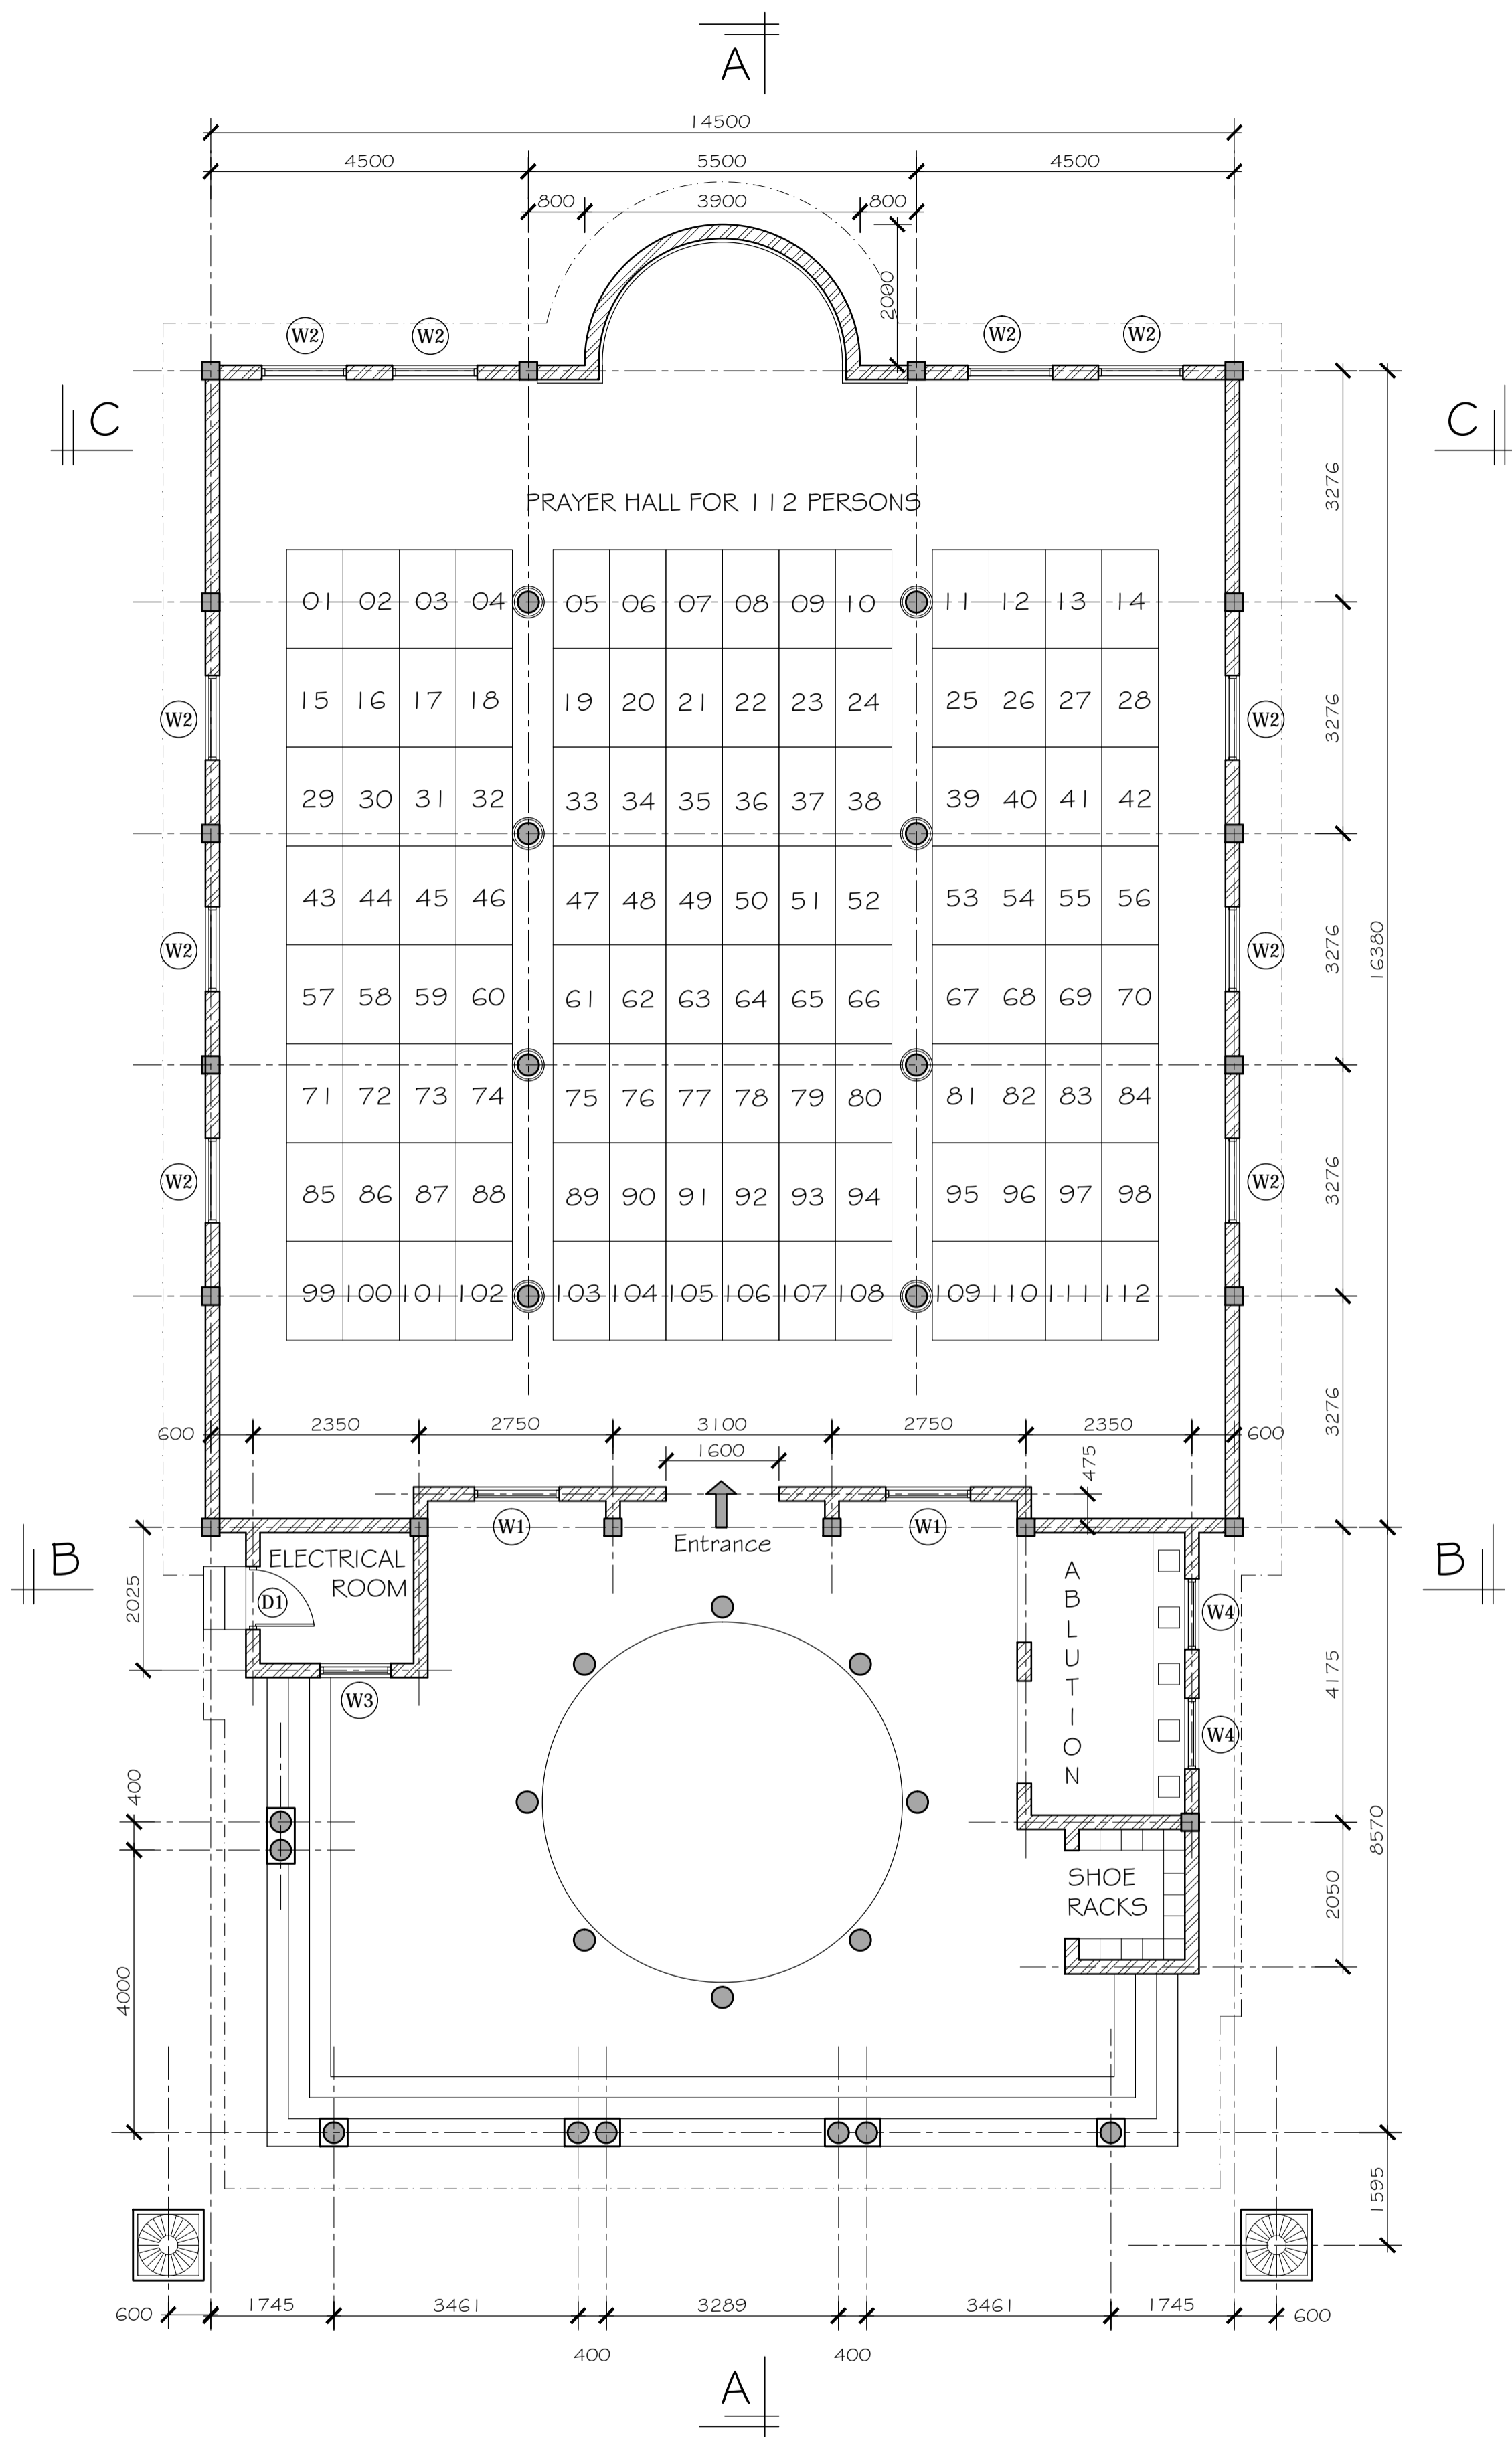 A
14500
4500 5500 4500
800 3900 800
2000
W2 W2 W2 W2
C C
3276
PRAYER HALL FOR 112 PERSONS
01 02 03 04 05 06 07 08 09 10 11 12 13 14
15 16 17 18 19 20 21 22 23 24 25 26 27 28
W2 W2
3276
29 30 31 32 33 34 35 36 37 38 39 40 41 42
43 44 45 46 47 48 49 50 51 52 53 54 55 56
W2 W2
3276
16380
57 58 59 60 61 62 63 64 65 66 67 68 69 70
71 72 73 74 75 76 77 78 79 80 81 82 83 84
W2 W2
3276
85 86 87 88 89 90 91 92 93 94 95 96 97 98
99 100 101 102 103 104 105 106 107 108 109 110 111 112
3276
600 2350 2750 3100 2750 2350 600
1600
475
W1 W1
Entrance
B B
ELECTRICAL
ROOM
D1
2025
W3
ABLUTION
W4
W4
4175
400
8570
SHOE
RACKS
2050
4000
1595
600 1745 3461 3289 3461 1745 600
400 400
A